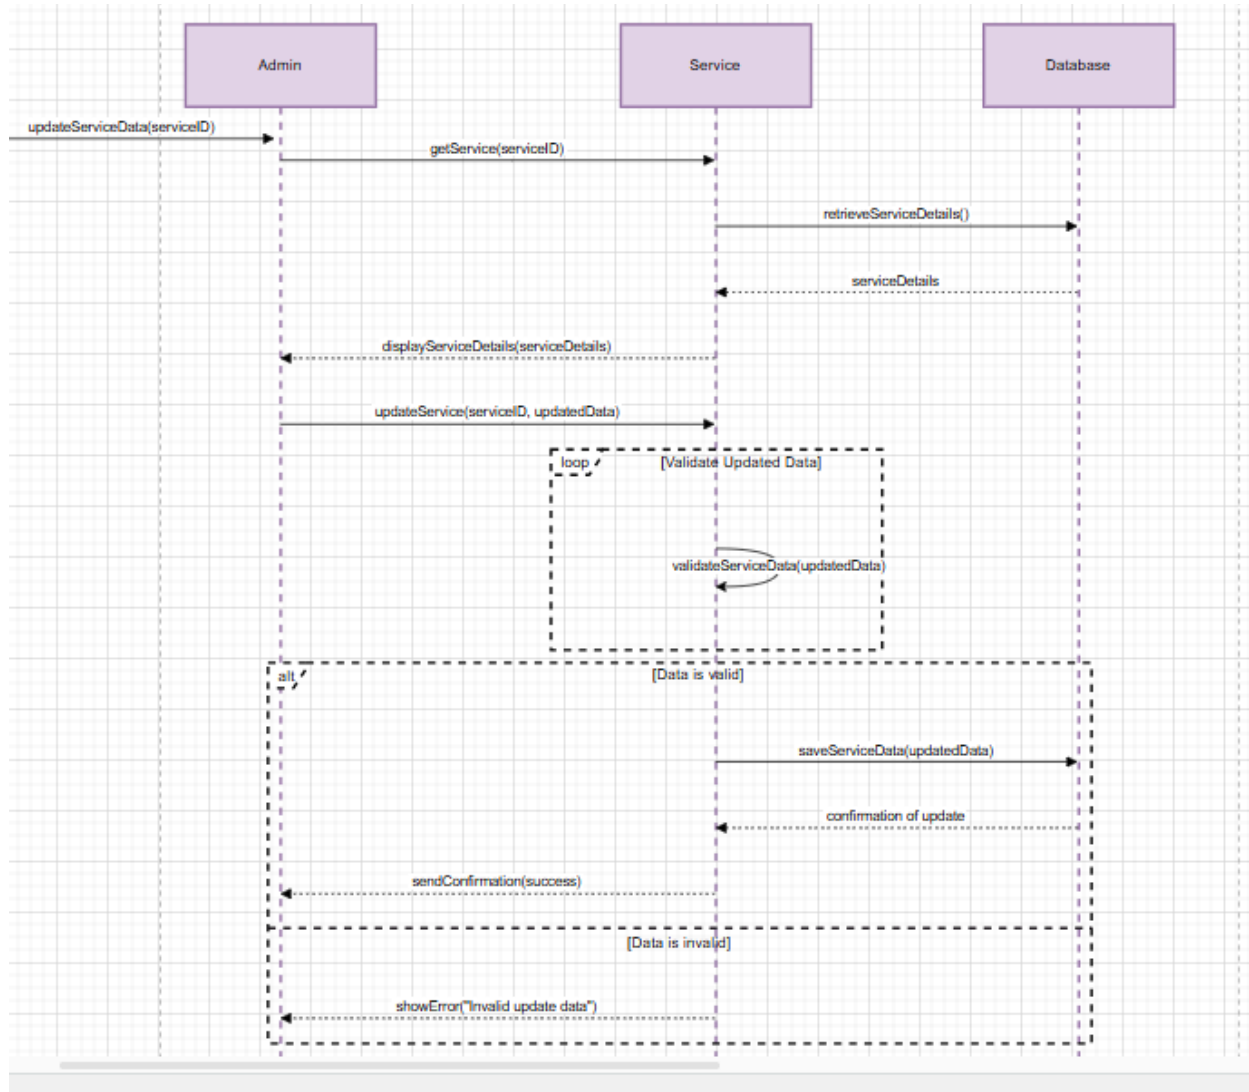 Admin
Service
Database
updateServiceData(serviceID)
getService(serviceID)
retrieveServiceDetails()
serviceDetails
displayServiceDetails(serviceDetails)
updateService(serviceID, updatedData)
loop
[Validate Updated Data]
validateServiceData(updatedData)
alt
[Data is valid]
saveServiceData(updatedData)
confirmation of update
sendConfirmation(success)
[Data is invalid]
showError("Invalid update data")